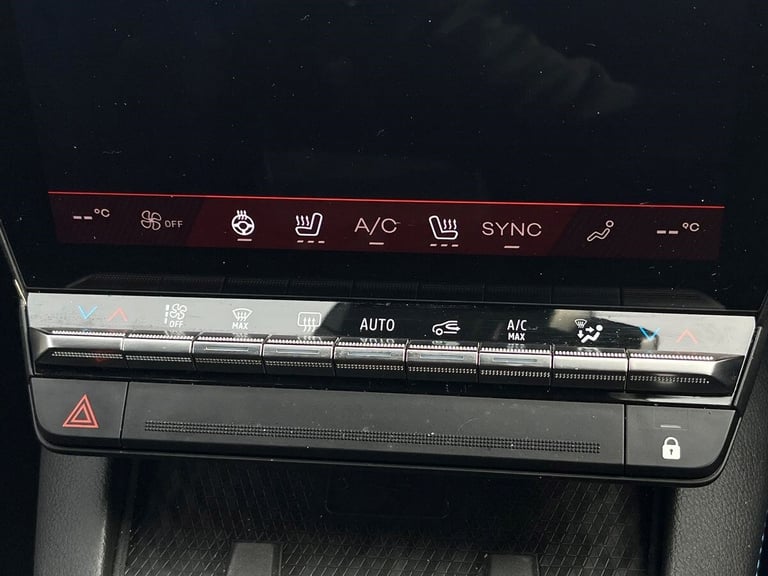 --°C OFF A/C SYNC --°C
OFF MAX AUTO A/C MAX